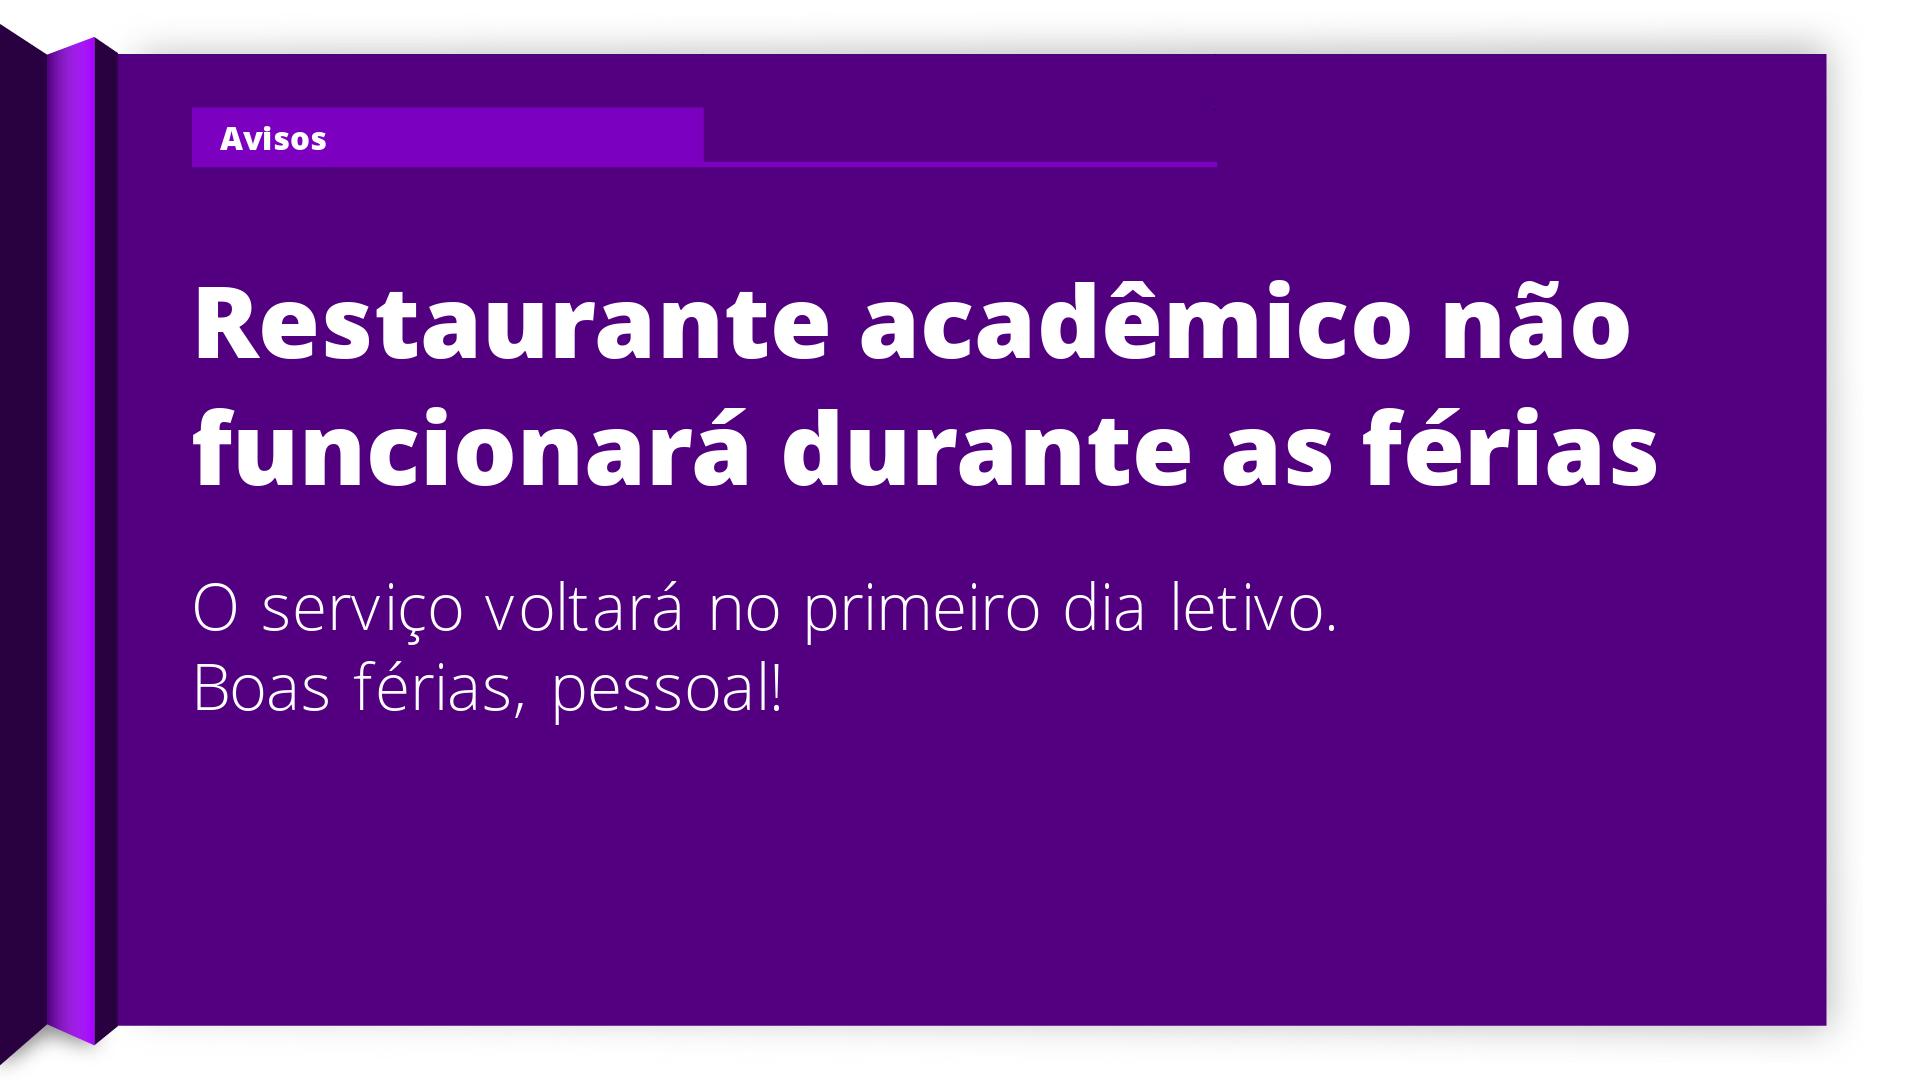 Avisos
Restaurante acadêmico não
funcionará durante as férias
O serviço voltará no primeiro dia letivo.
Boas férias, pessoal!